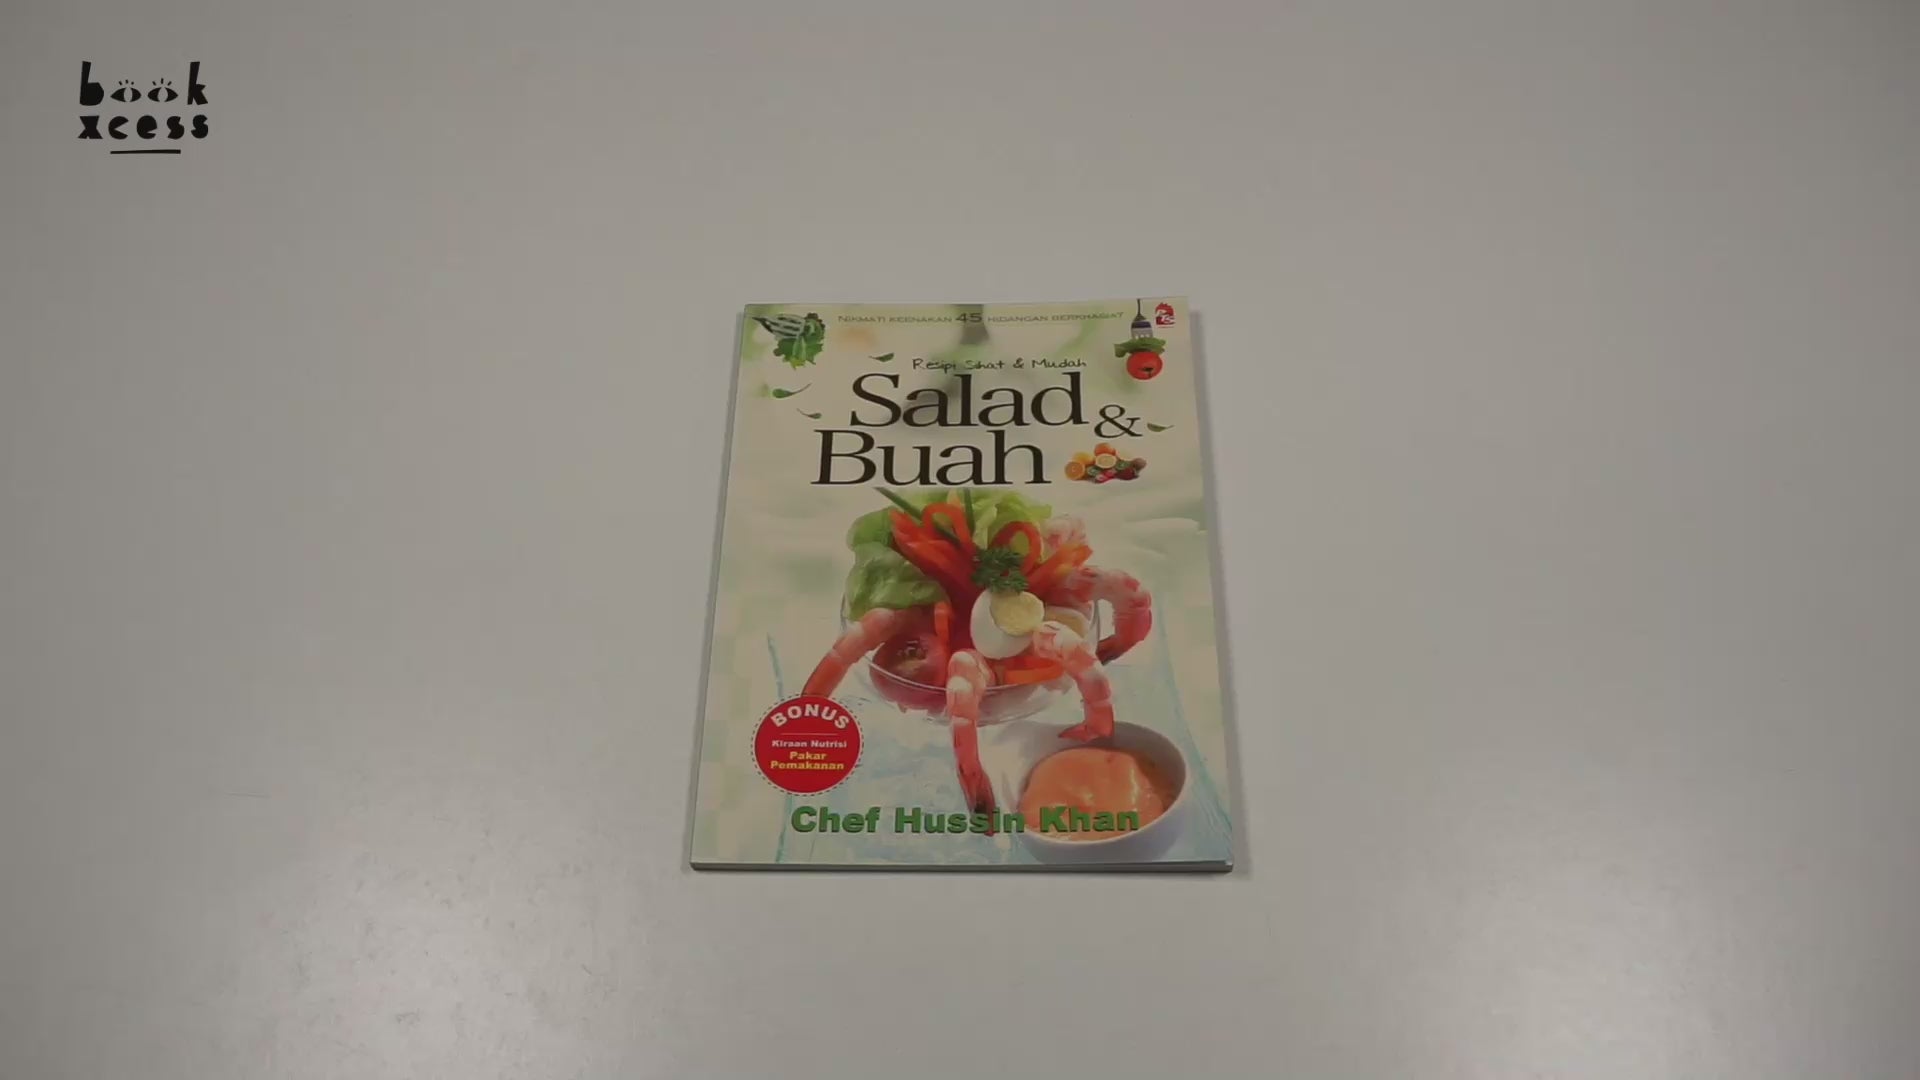 book
xcess
NIKMATI KEENAKAN 45 HIDANGAN BERKHASIAT
PTS
Resipi Sihat & Mudah
Salad &
Buah
BONUS
Kiraan Nutrisi
Pakar
Pemakanan
Chef Hussin Khan